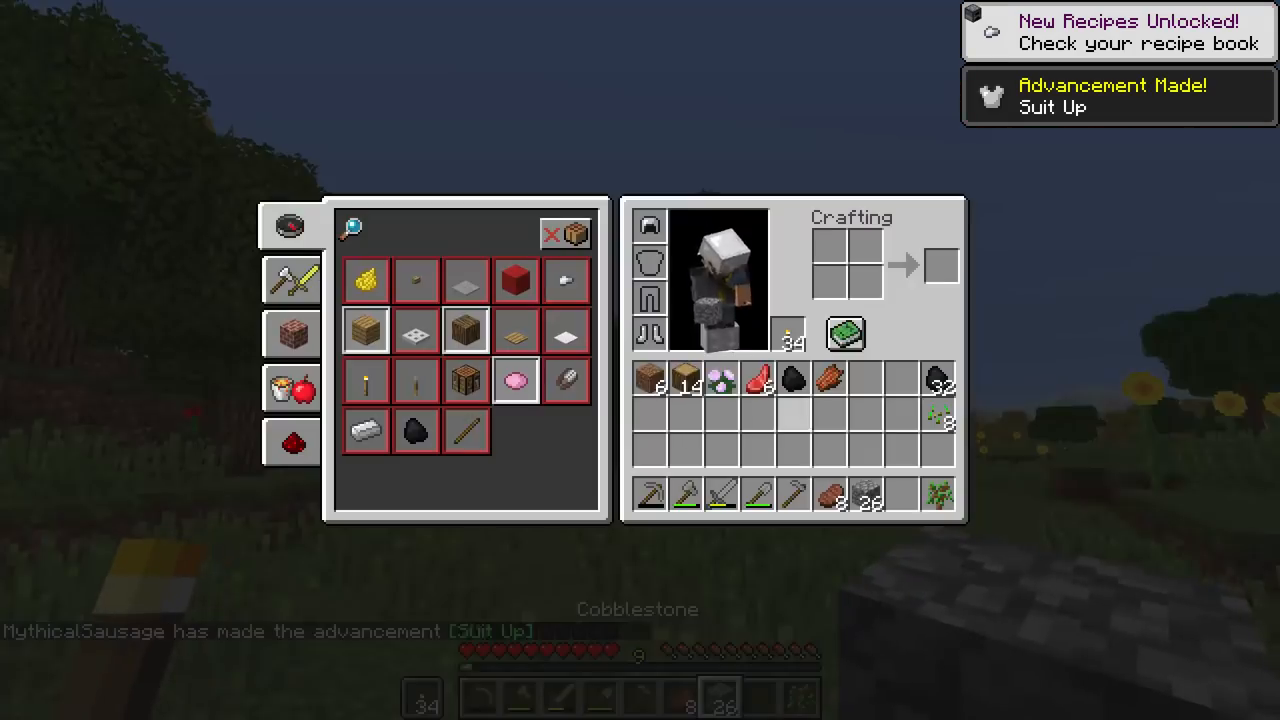 New Recipes Unlocked!
Check your recipe book
Advancement Made!
Suit Up
Crafting
34
6
14
6
32
8
8
26
Cobblestone
MythicalSausage has made the advancement [Suit Up]
9
34
8
26